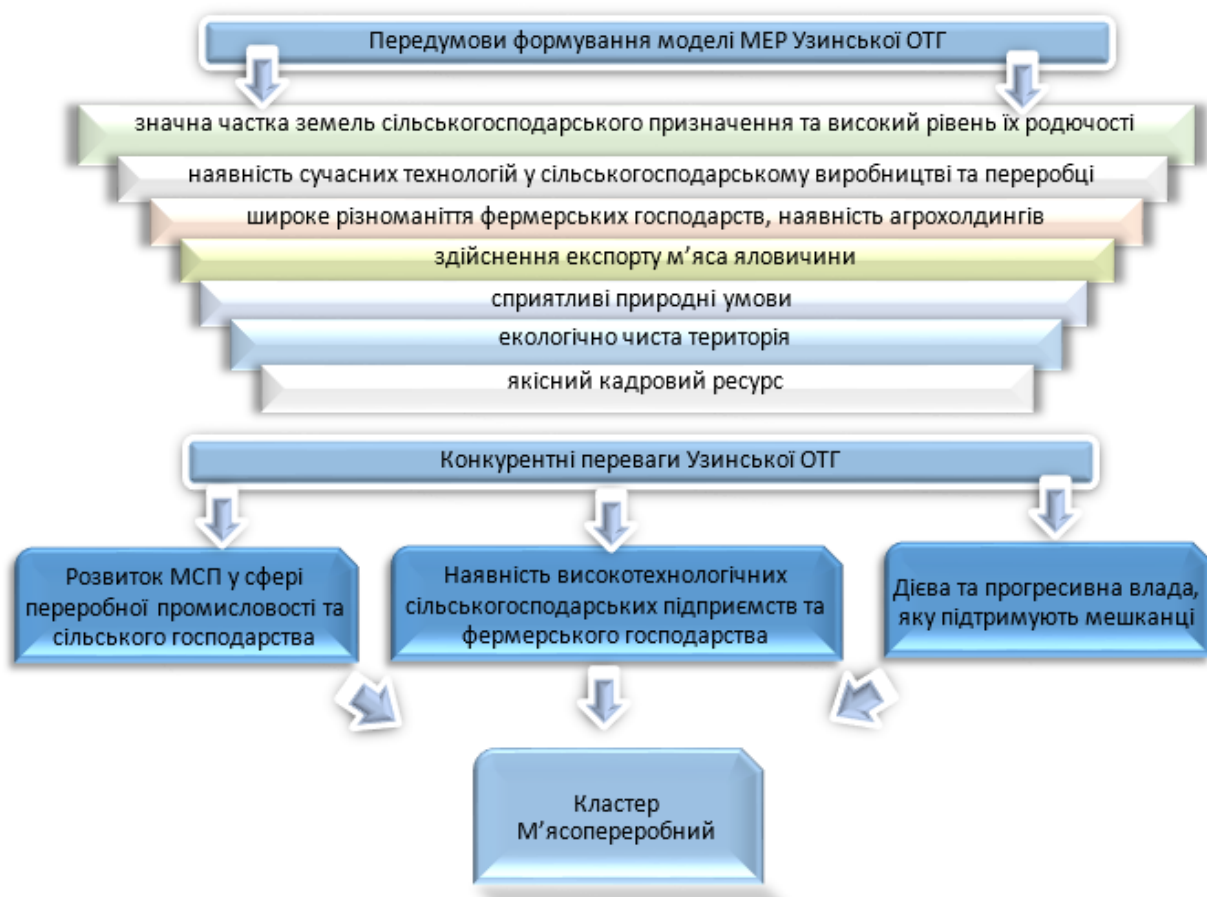 Передумови формування моделі МЕР Узинської ОТГ
значна частка земель сільськогосподарського призначення та високий рівень їх родючості
наявність сучасних технологій у сільськогосподарському виробництві та переробці
широке різноманіття фермерських господарств, наявність агрохолдингів
здійснення експорту м’яса яловичини
сприятливі природні умови
екологічно чиста територія
якісний кадровий ресурс
Конкурентні переваги Узинської ОТГ
Розвиток МСП у сфері
переробної промисловості та
сільського господарства
Наявність високотехнологічних
сільськогосподарських підприємств та
фермерського господарства
Дієва та прогресивна влада,
яку підтримують мешканці
Кластер
М’ясопереробний